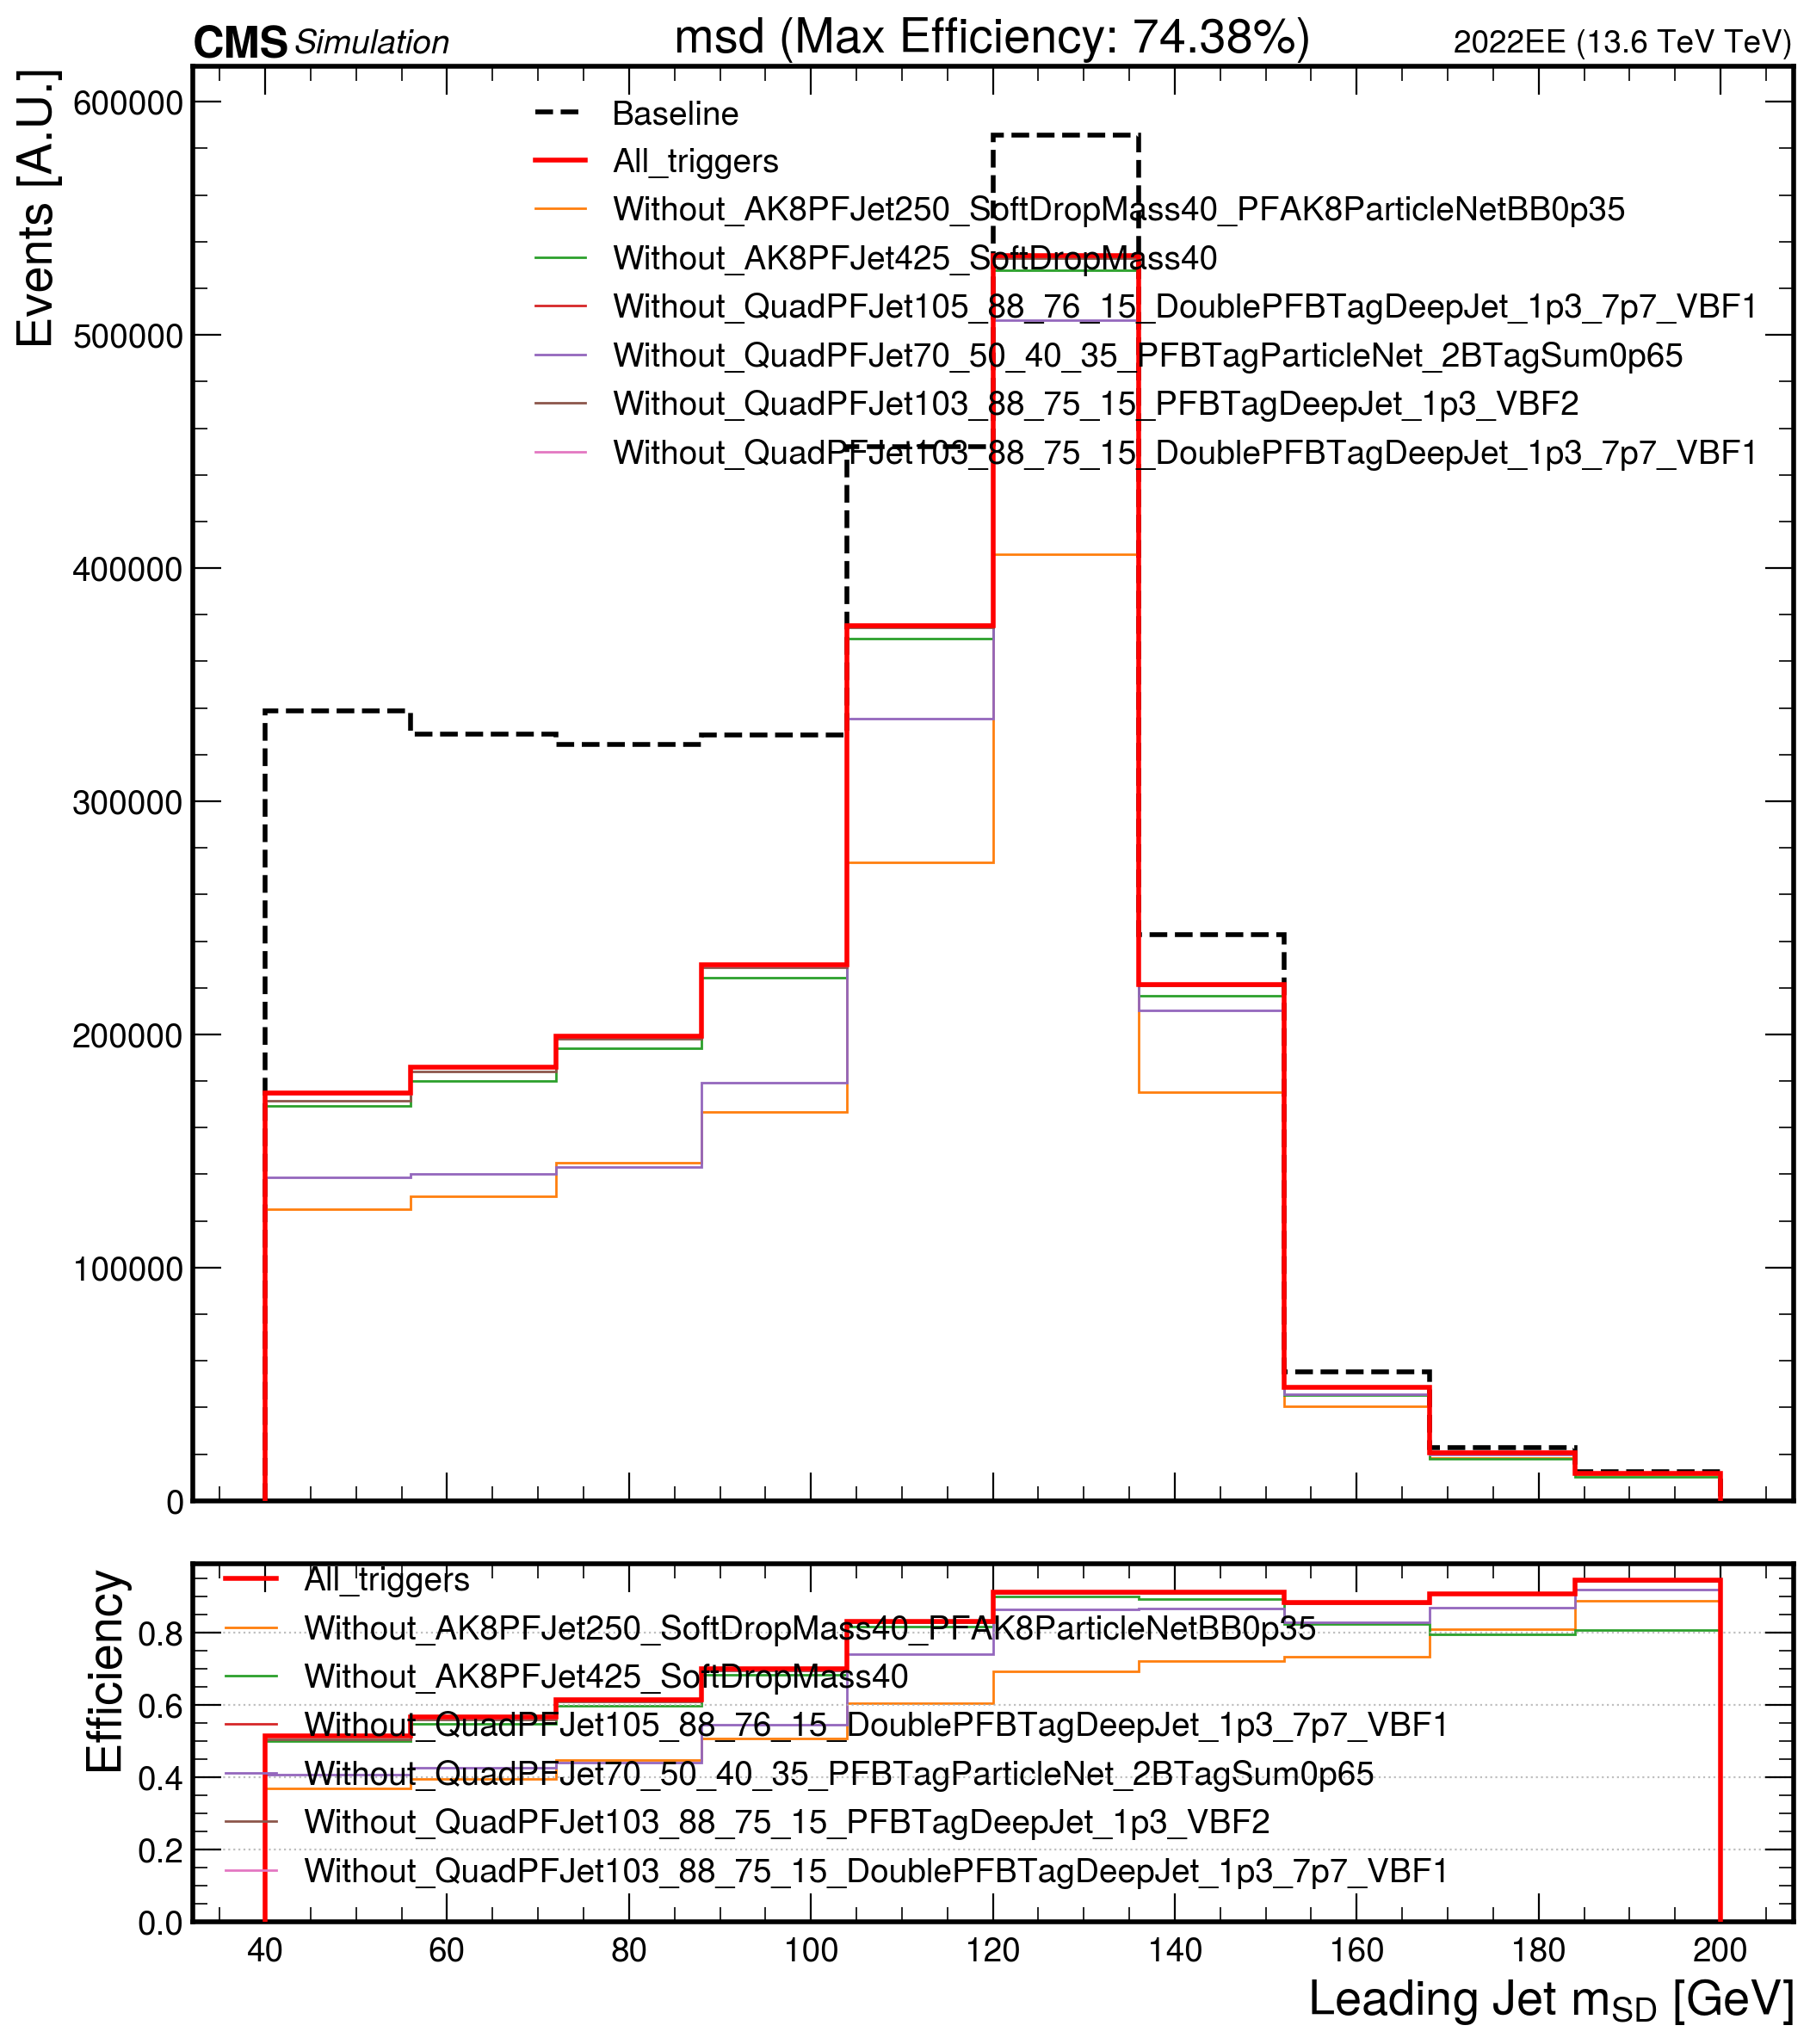 CMS Simulation msd (Max Efficiency: 74.38%) 2022EE (13.6 TeV TeV)
Events [A.U.]
600000
500000
400000
300000
200000
100000
0
Baseline
All_triggers
Without_AK8PFJet250_SoftDropMass40_PFAK8ParticleNetBB0p35
Without_AK8PFJet425_SoftDropMass40
Without_QuadPFJet105_88_76_15_DoublePFBTagDeepJet_1p3_7p7_VBF1
Without_QuadPFJet70_50_40_35_PFBTagParticleNet_2BTagSum0p65
Without_QuadPFJet103_88_75_15_PFBTagDeepJet_1p3_VBF2
Without_QuadPFJet103_88_75_15_DoublePFBTagDeepJet_1p3_7p7_VBF1
Efficiency
0.8
0.6
0.4
0.2
0.0
All_triggers
Without_AK8PFJet250_SoftDropMass40_PFAK8ParticleNetBB0p35
Without_AK8PFJet425_SoftDropMass40
Without_QuadPFJet105_88_76_15_DoublePFBTagDeepJet_1p3_7p7_VBF1
Without_QuadPFJet70_50_40_35_PFBTagParticleNet_2BTagSum0p65
Without_QuadPFJet103_88_75_15_PFBTagDeepJet_1p3_VBF2
Without_QuadPFJet103_88_75_15_DoublePFBTagDeepJet_1p3_7p7_VBF1
40 60 80 100 120 140 160 180 200
Leading Jet mSD [GeV]